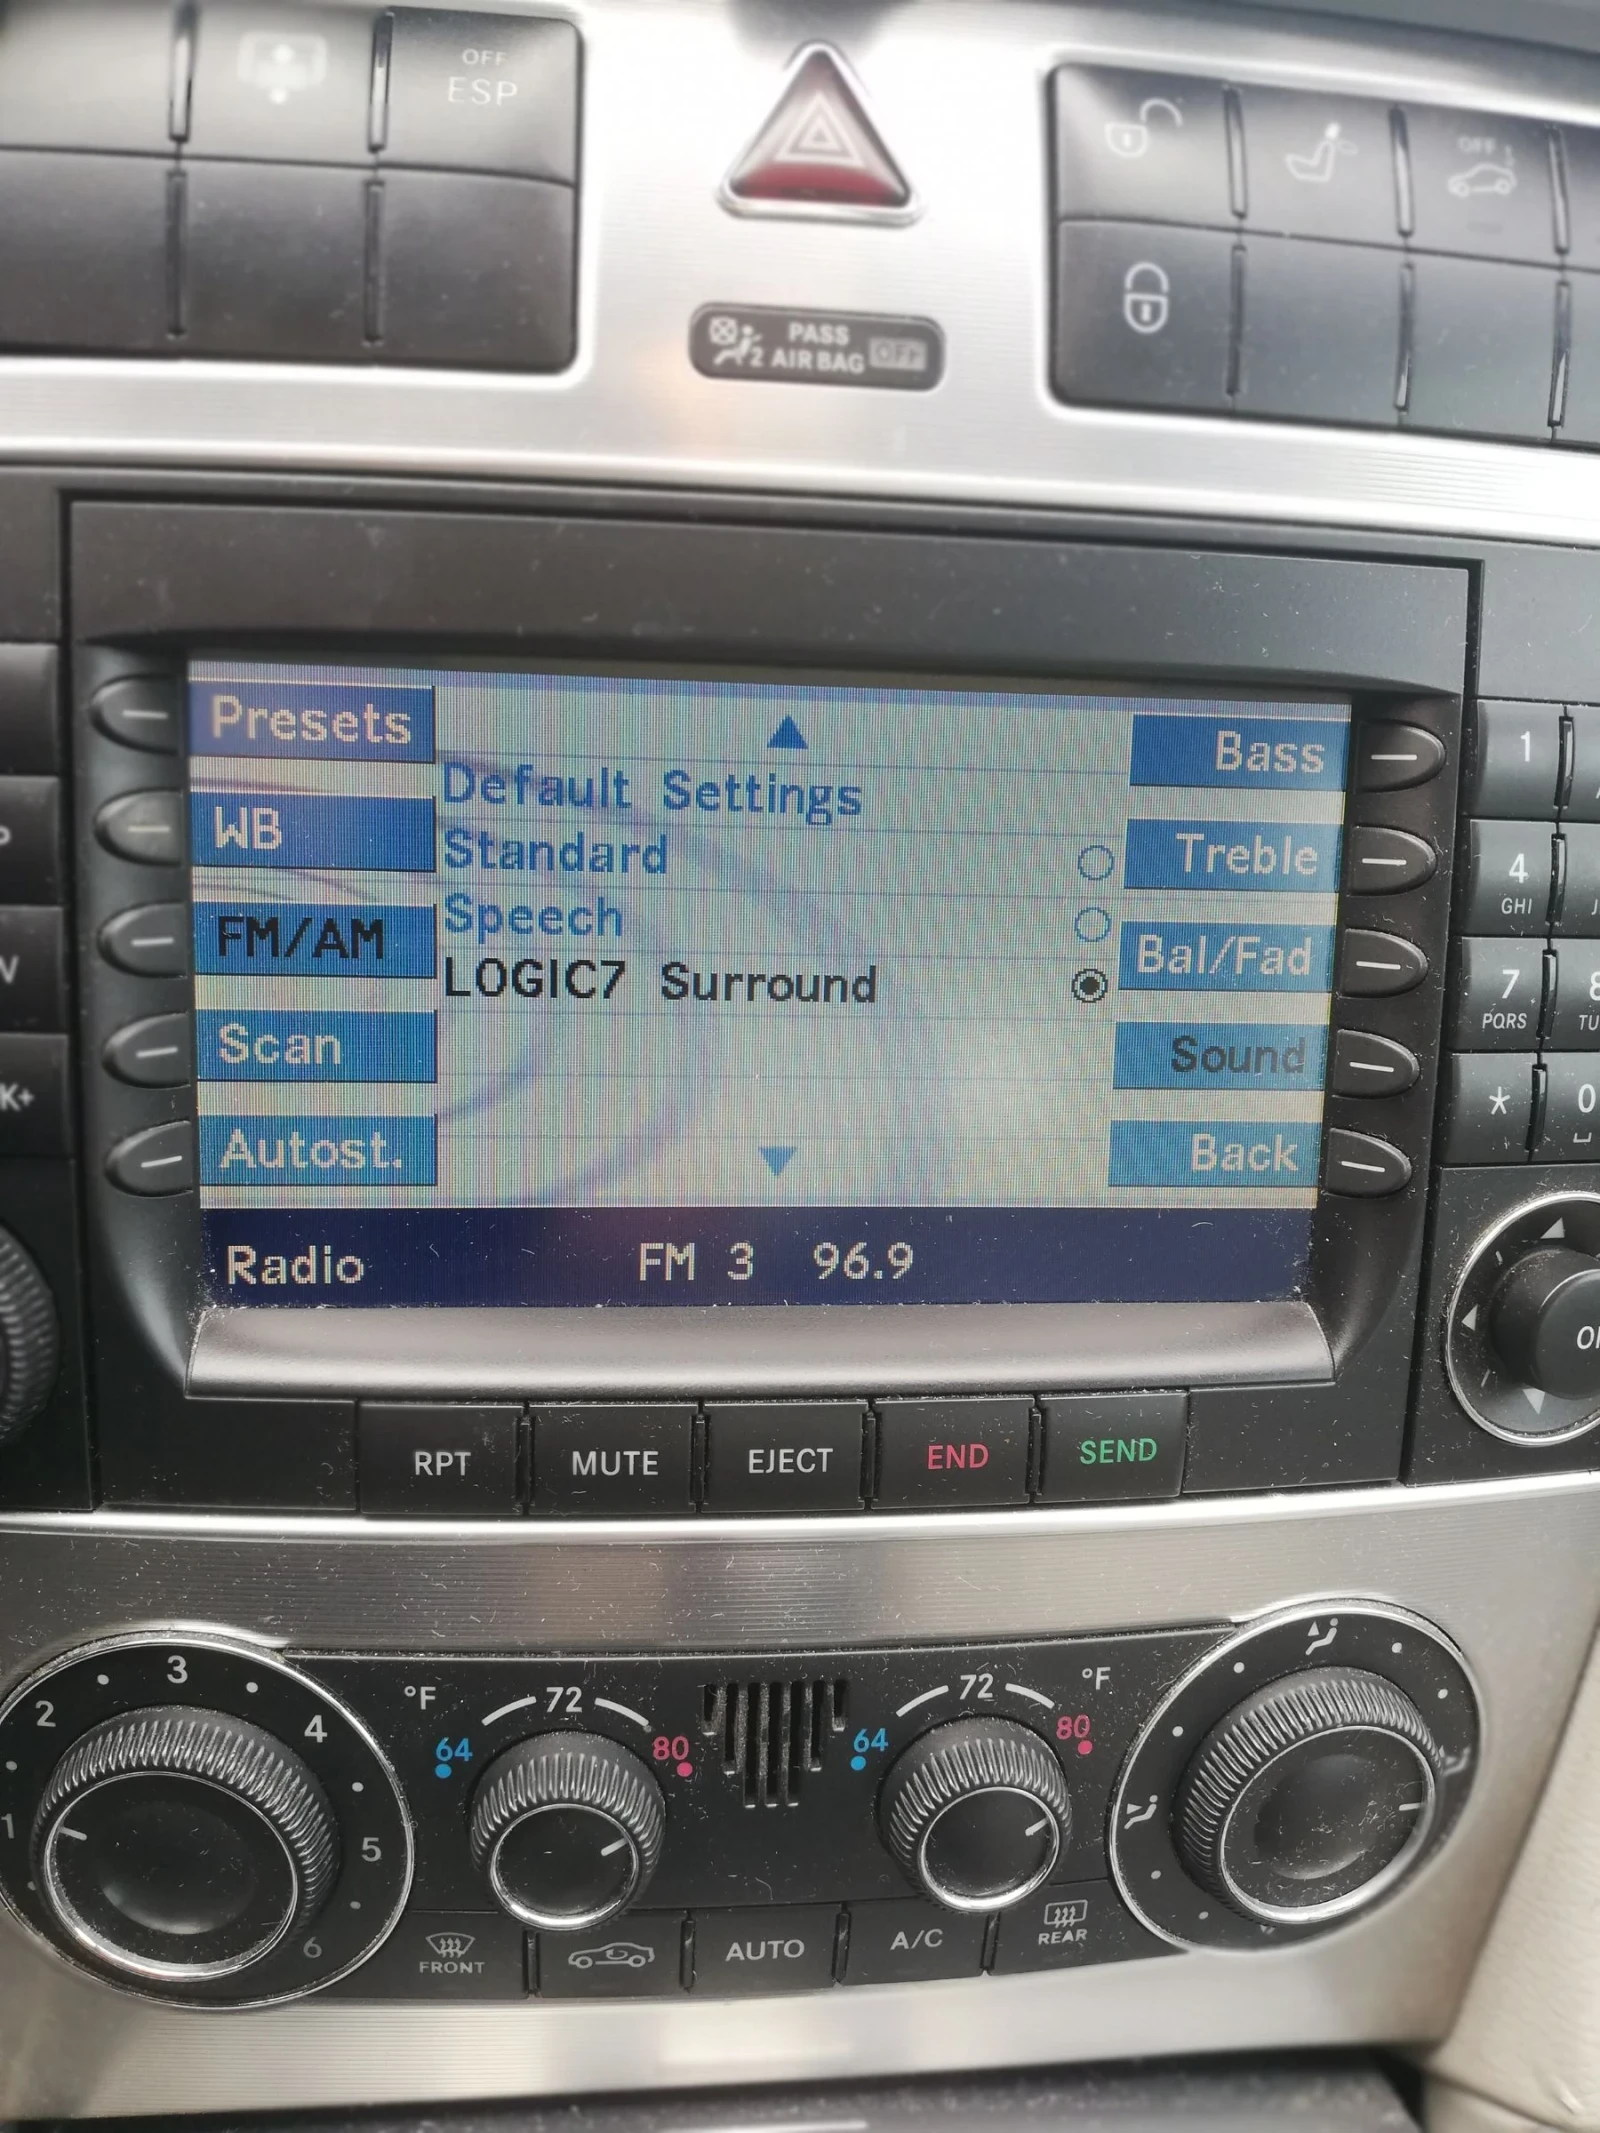 OFF
ESP
OFF
PASS
2 AIR BAG OFF
Presets
Bass
1
Default Settings
WB
Standard
Treble
4
GHI
Speech
FM/AM
Bal/Fad
LOGIC7 Surround
7
PQRS
Scan
Sound
K+
*
0
Autost.
Back
Radio
FM 3 96.9
RPT
MUTE
EJECT
END
SEND
1
2
3
4
5
6
°F
64
72
80
64
72
80
°F
FRONT
AUTO
A/C
REAR